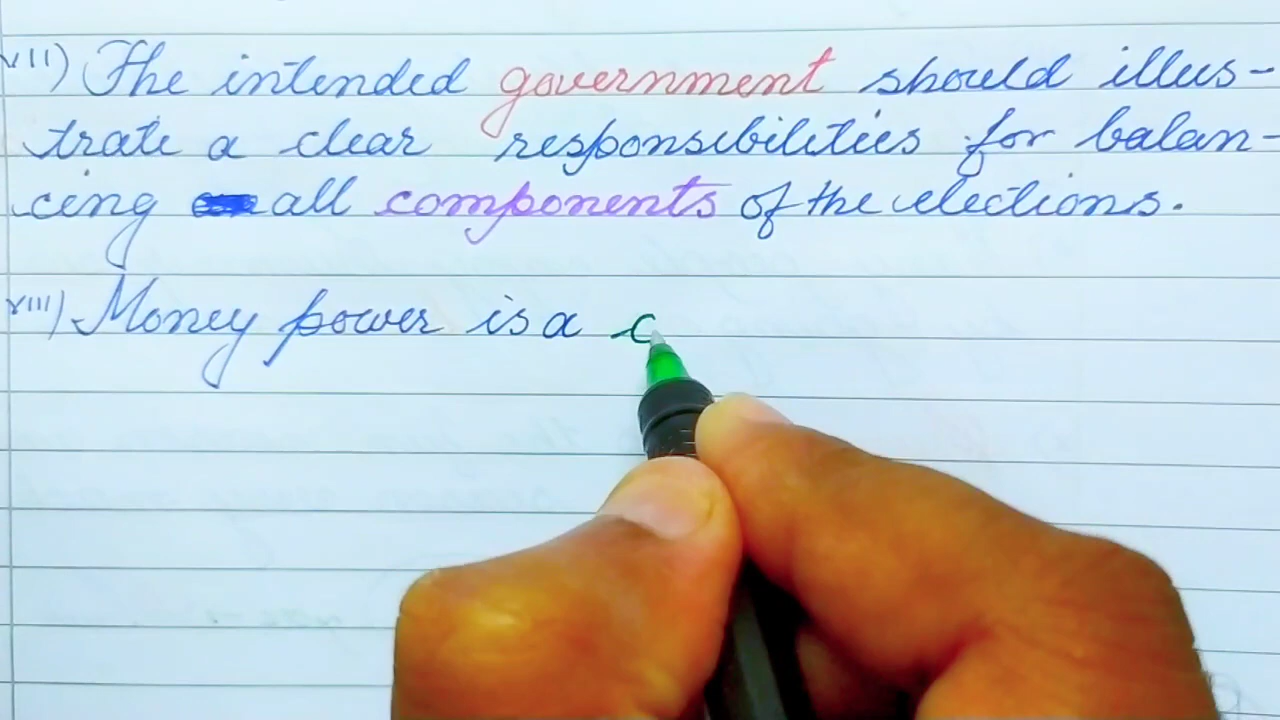 VII) The intended government should illus-
trate a clear responsibilities for balan-
cing all components of the elections.
VIII) Money power is a c